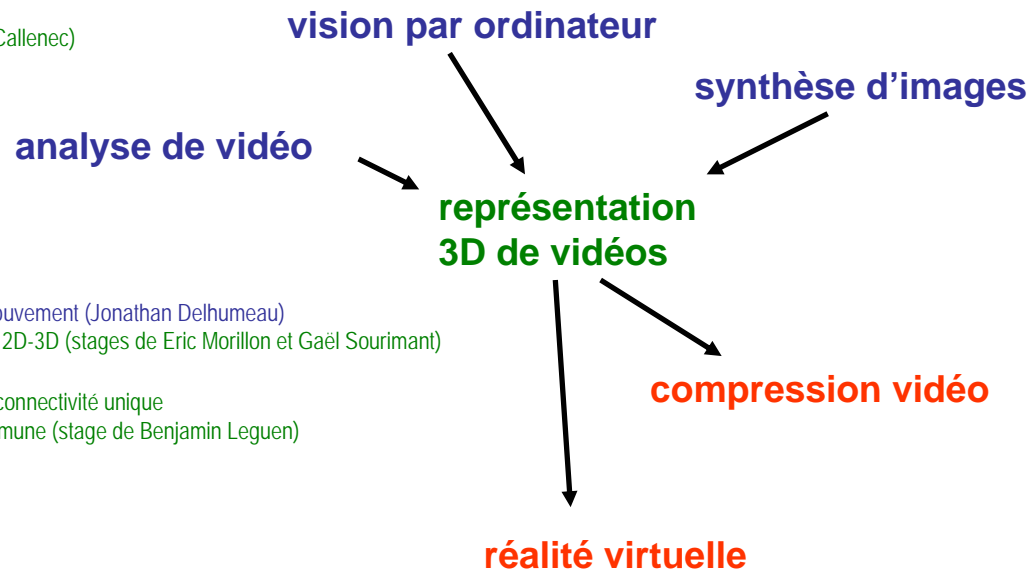 vision par ordinateur
Callenec)
synthèse d'images
analyse de vidéo
représentation
3D de vidéos
ouvement (Jonathan Delhumeau)
2D-3D (stages de Eric Morillon et Gaël Sourimant)
connectivité unique
mune (stage de Benjamin Leguen)
compression vidéo
réalité virtuelle